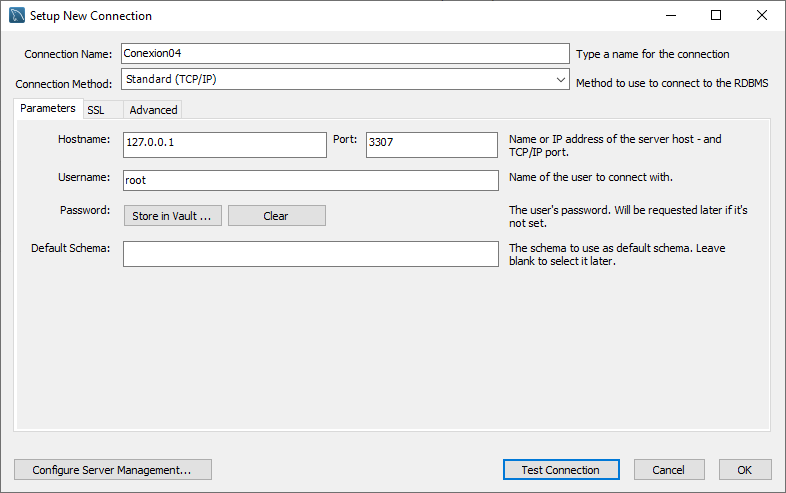 Setup New Connection
Connection Name: Conexion04 Type a name for the connection
Connection Method: Standard (TCP/IP) Method to use to connect to the RDBMS
Parameters SSL Advanced
Hostname: 127.0.0.1 Port: 3307 Name or IP address of the server host - and
TCP/IP port.
Username: root Name of the user to connect with.
Password: Store in Vault ... Clear The user's password. Will be requested later if it's
not set.
Default Schema: The schema to use as default schema. Leave
blank to select it later.
Configure Server Management... Test Connection Cancel OK